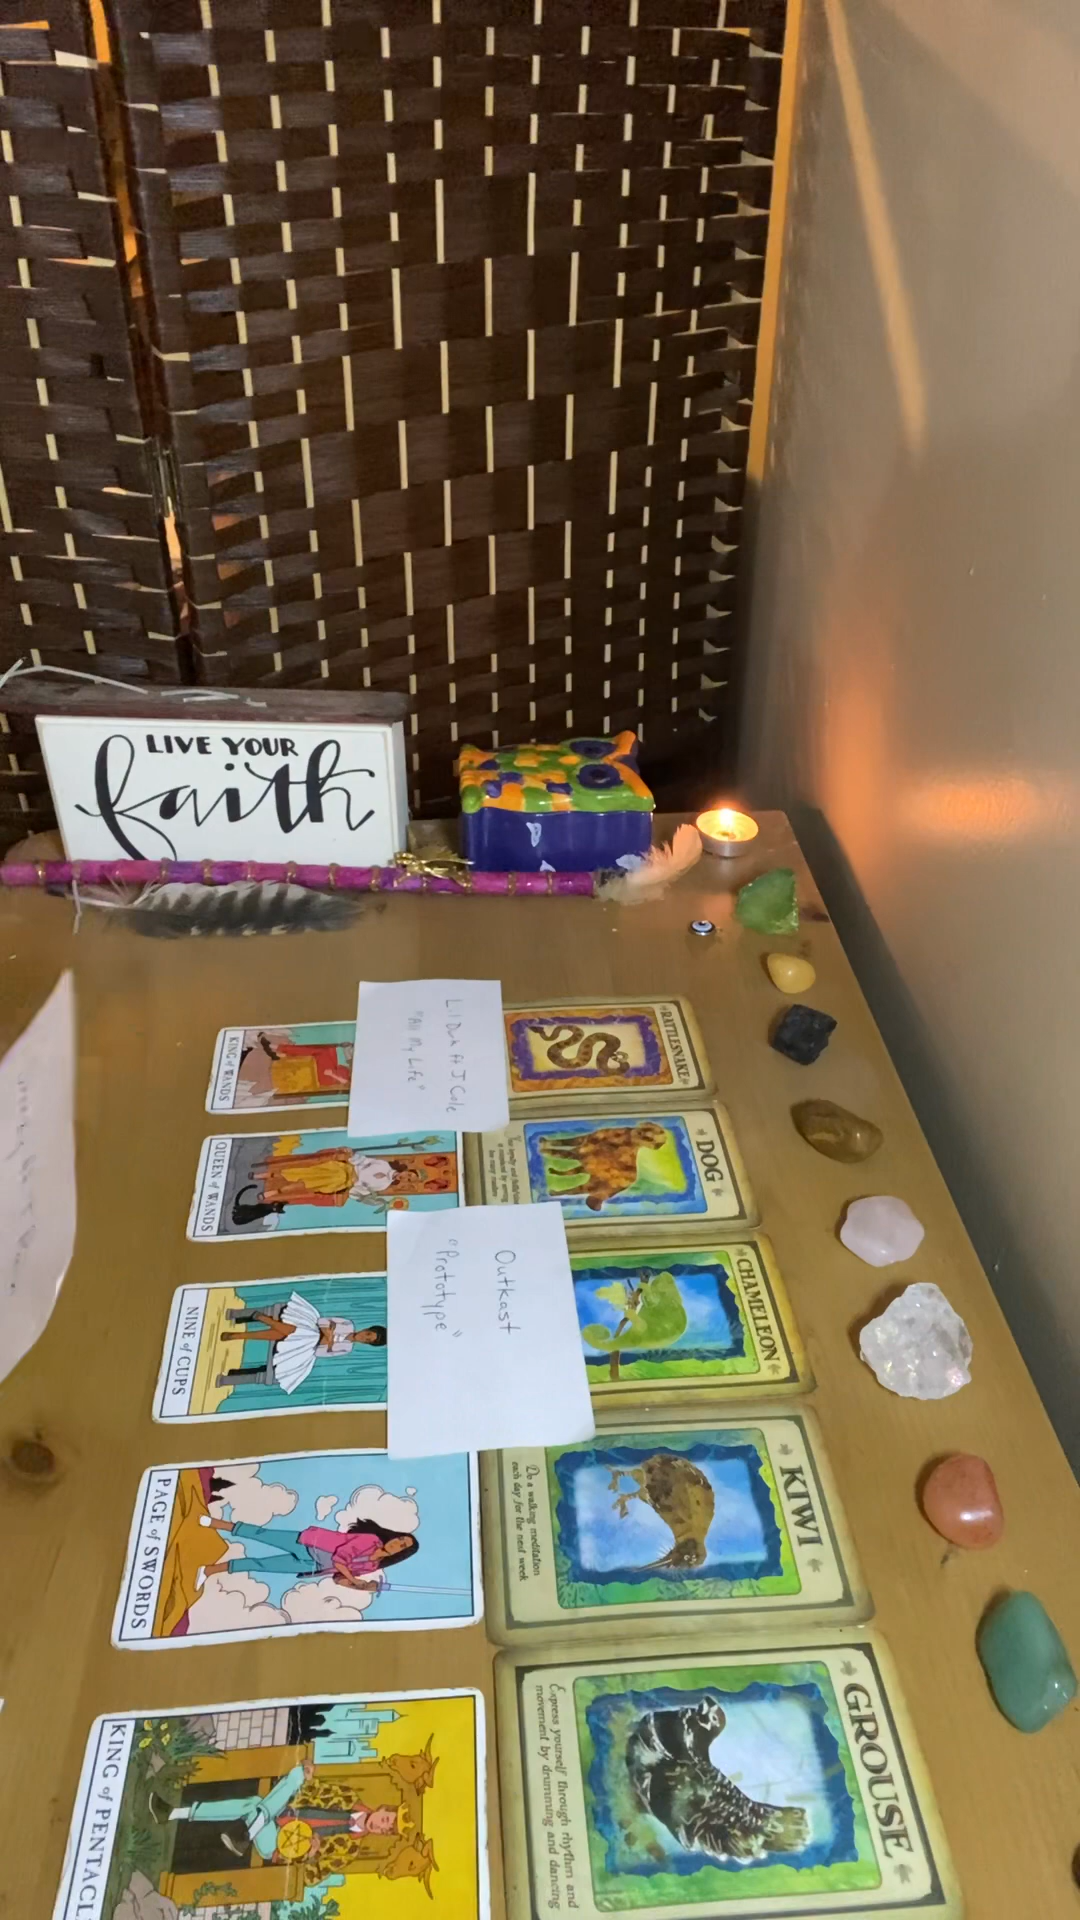 LIVE YOUR
faith
KING of WANDS
Lil Durk ft J Cole
"All My Life"
RATTLESNAKE
QUEEN of WANDS
DOG
NINE of CUPS
Outkast
"Prototype"
CHAMELEON
PAGE of SWORDS
KIWI
Do a walking meditation
each day for the next week
KING of PENTACL
GROUSE
Express yourself through rhythm and
movement by drumming and dancing